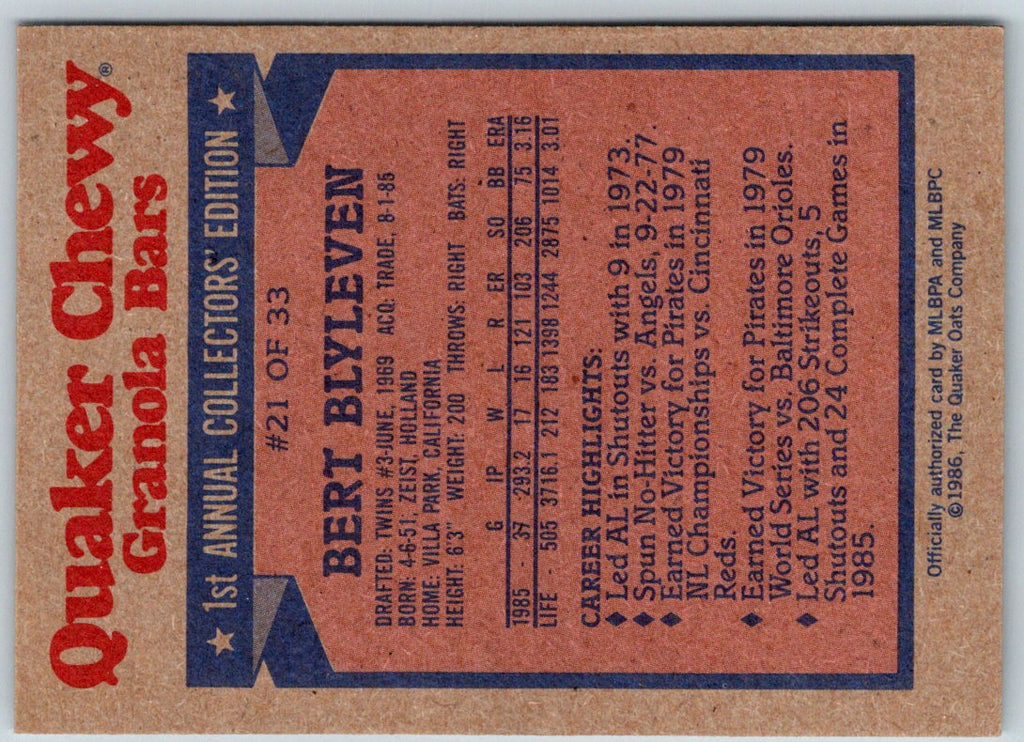 Quaker Chewy®
Granola Bars
★ 1st ANNUAL COLLECTORS' EDITION ★
#21 OF 33
BERT BLYLEVEN
DRAFTED: TWINS #3-JUNE, 1969 ACQ: TRADE, 8-1-85
BORN: 4-6-51, ZEIST, HOLLAND
HOME: VILLA PARK, CALIFORNIA
HEIGHT: 6'3" WEIGHT: 200 THROWS: RIGHT BATS: RIGHT
G IP W L R ER SO BB ERA
1985 - 37 293.2 17 16 121 103 206 75 3.16
LIFE - 505 3716.1 212 183 1398 1244 2875 1014 3.01
CAREER HIGHLIGHTS:
♦ Led AL in Shutouts with 9 in 1973.
♦ Spun No-Hitter vs. Angels, 9-22-77.
♦ Earned Victory for Pirates in 1979
NL Championships vs. Cincinnati
Reds.
♦ Earned Victory for Pirates in 1979
World Series vs. Baltimore Orioles.
♦ Led AL with 206 Strikeouts, 5
Shutouts and 24 Complete Games in
1985.
Officially authorized card by MLBPA and MLBPC
©1986, The Quaker Oats Company